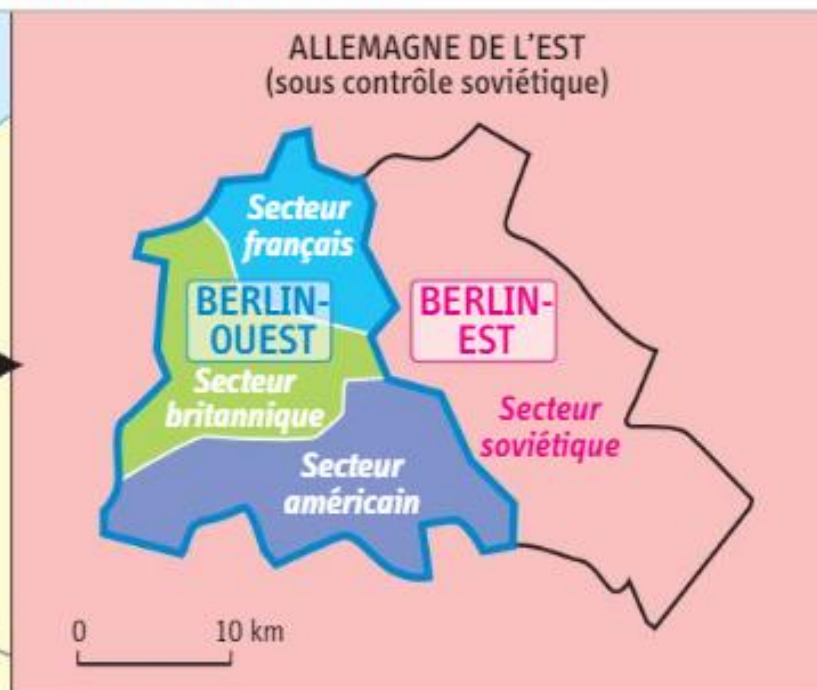 ALLEMAGNE DE L'EST
(sous contrôle soviétique)
Secteur
français
BERLIN-
OUEST
BERLIN-
EST
Secteur
britannique
Secteur
soviétique
Secteur
américain
0 10 km